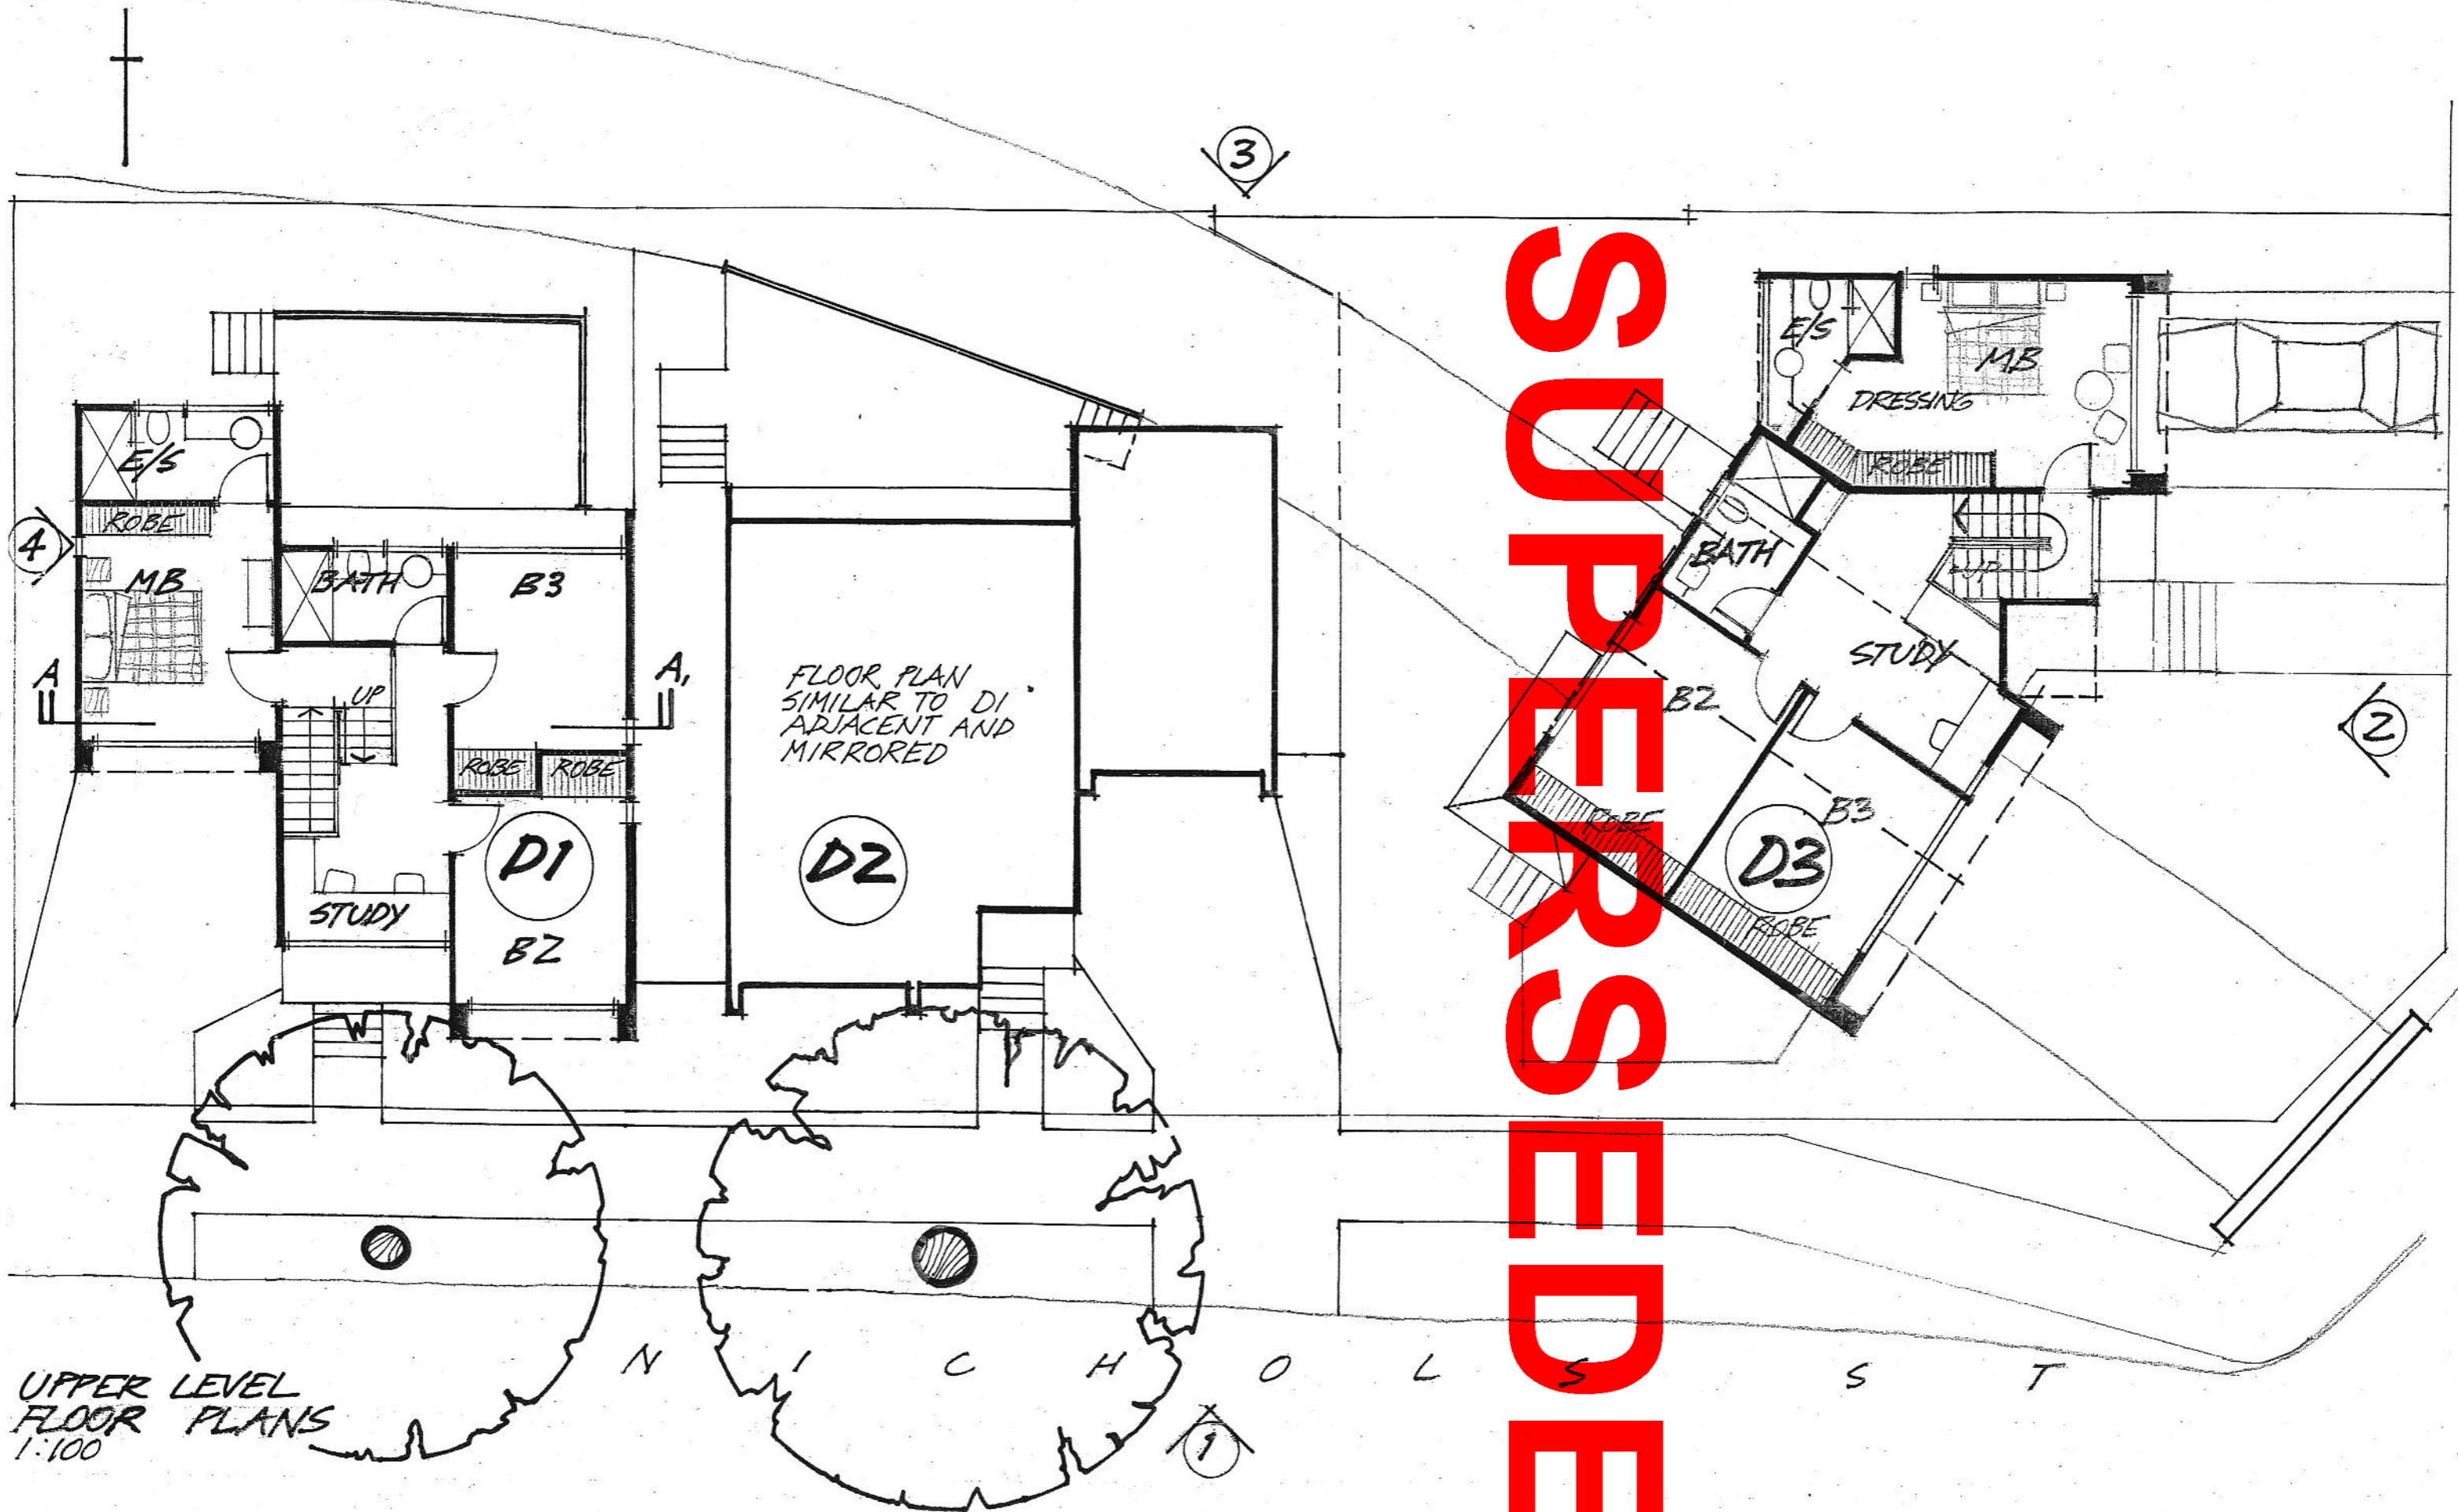 3
E/S
MB
DRESSING
ROBE
E/S
ROBE
4
MB
BATH
B3
BATH
UP
A
UP
A,
FLOOR PLAN
SIMILAR TO D1
ADJACENT AND
MIRRORED
STUDY
B2
2
ROBE
ROBE
D1
D2
ROBE
B3
D3
STUDY
ROBE
B2
SUPERSEDE
NICHOLS ST
UPPER LEVEL
FLOOR PLANS
1:100
1